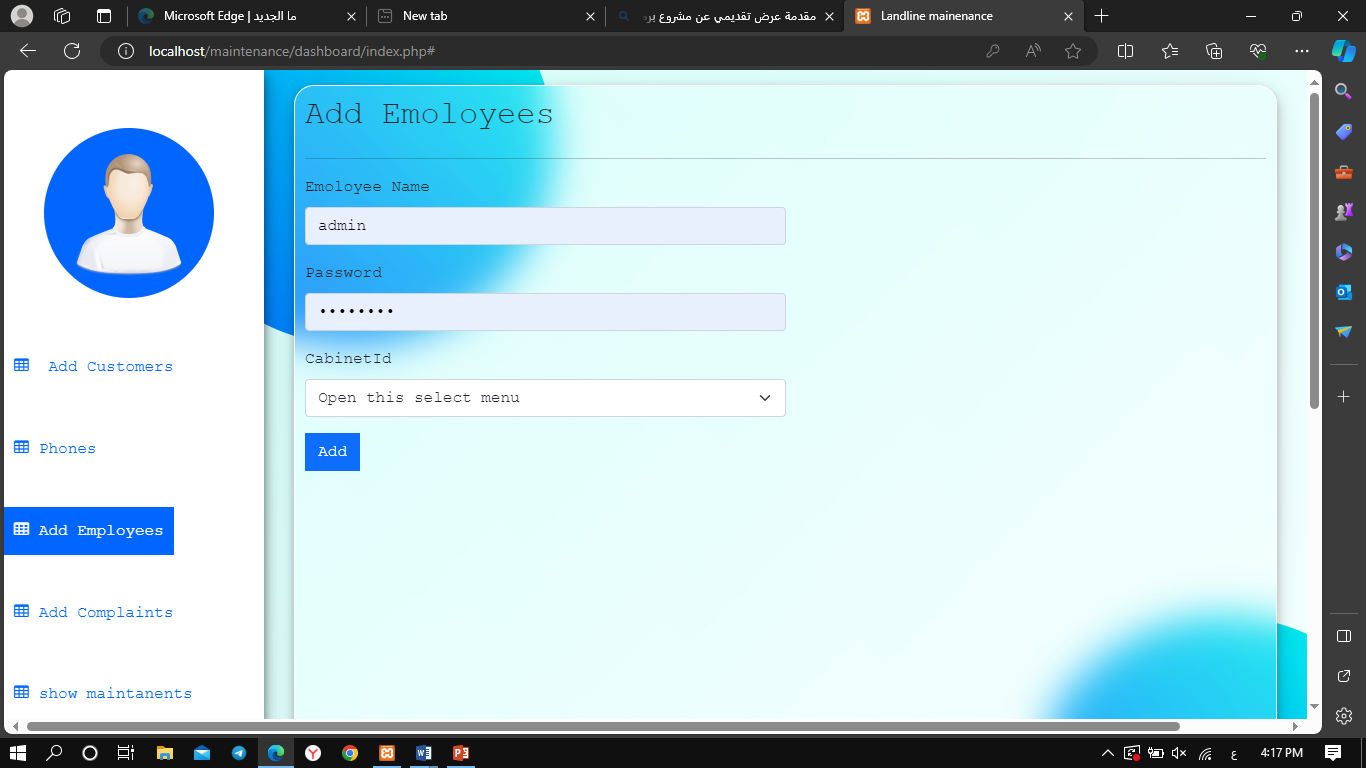 Microsoft Edge | ما الجديد
New tab
مقدمة عرض تقديمي عن مشروع برم
Landline mainenance
localhost/maintenance/dashboard/index.php#
Add Customers
Phones
Add Employees
Add Complaints
show maintanents
Add Emoloyees
Emoloyee Name
admin
Password
••••••••
CabinetId
Open this select menu
Add
ع
4:17 PM